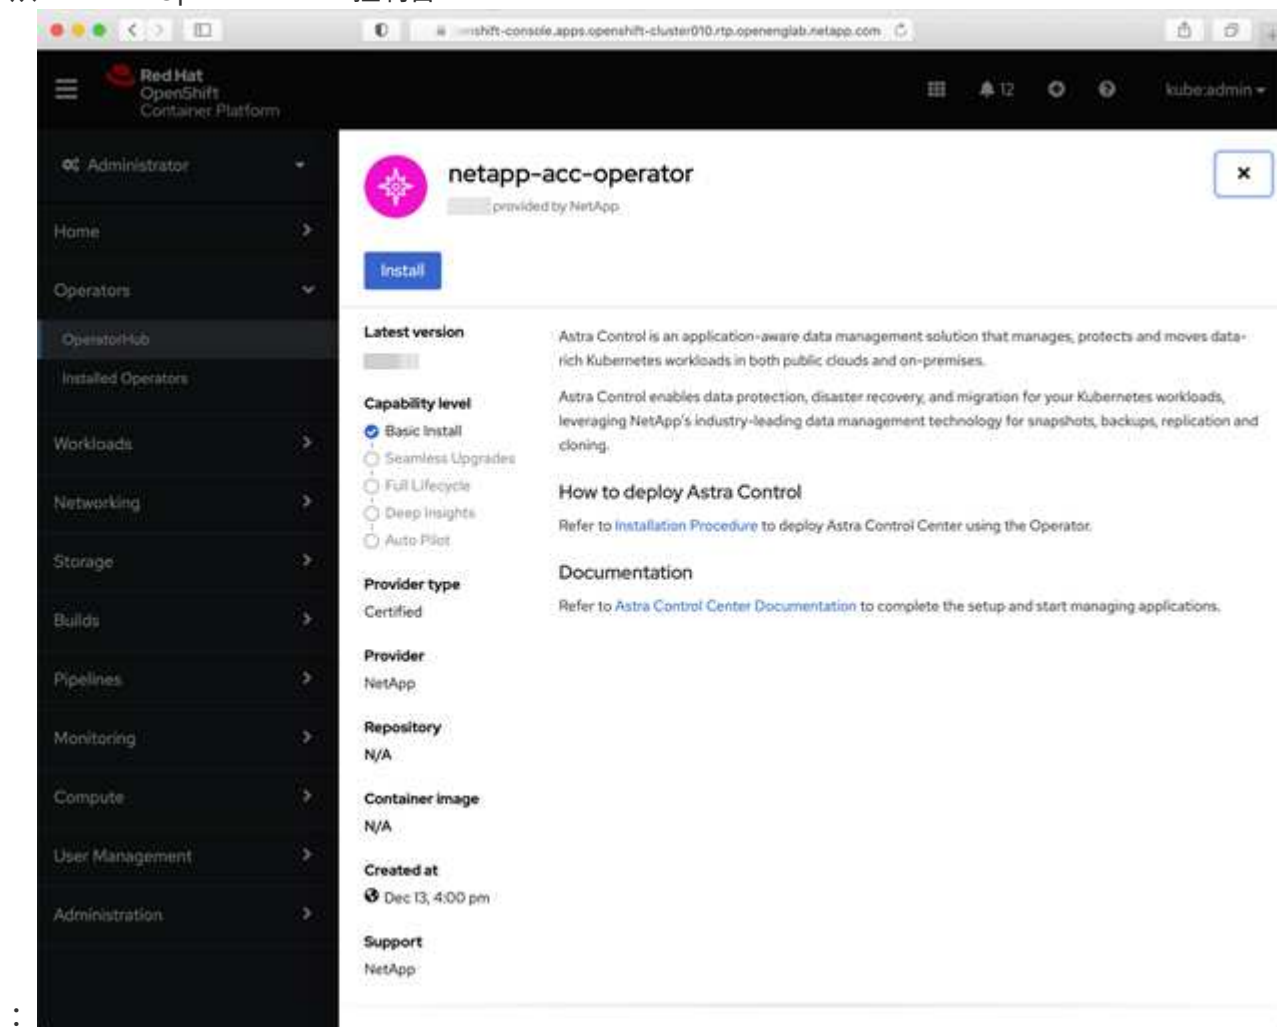 控制台
shift-console.apps.openshift-cluster010.rtp.openenglab.netapp.com
Red Hat
OpenShift
Container Platform
12
kube:admin
Administrator
netapp-acc-operator
provided by NetApp
Home
Install
Operators
OperatorHub
Installed Operators
Workloads
Networking
Storage
Builds
Pipelines
Monitoring
Compute
User Management
Administration
Latest version
Capability level
Basic Install
Seamless Upgrades
Full Lifecycle
Deep Insights
Auto Pilot
Provider type
Certified
Provider
NetApp
Repository
N/A
Container image
N/A
Created at
Dec 13, 4:00 pm
Support
NetApp
Astra Control is an application-aware data management solution that manages, protects and moves data-
rich Kubernetes workloads in both public clouds and on-premises.
Astra Control enables data protection, disaster recovery, and migration for your Kubernetes workloads,
leveraging NetApp's industry-leading data management technology for snapshots, backups, replication and
cloning.
How to deploy Astra Control
Refer to Installation Procedure to deploy Astra Control Center using the Operator.
Documentation
Refer to Astra Control Center Documentation to complete the setup and start managing applications.
：